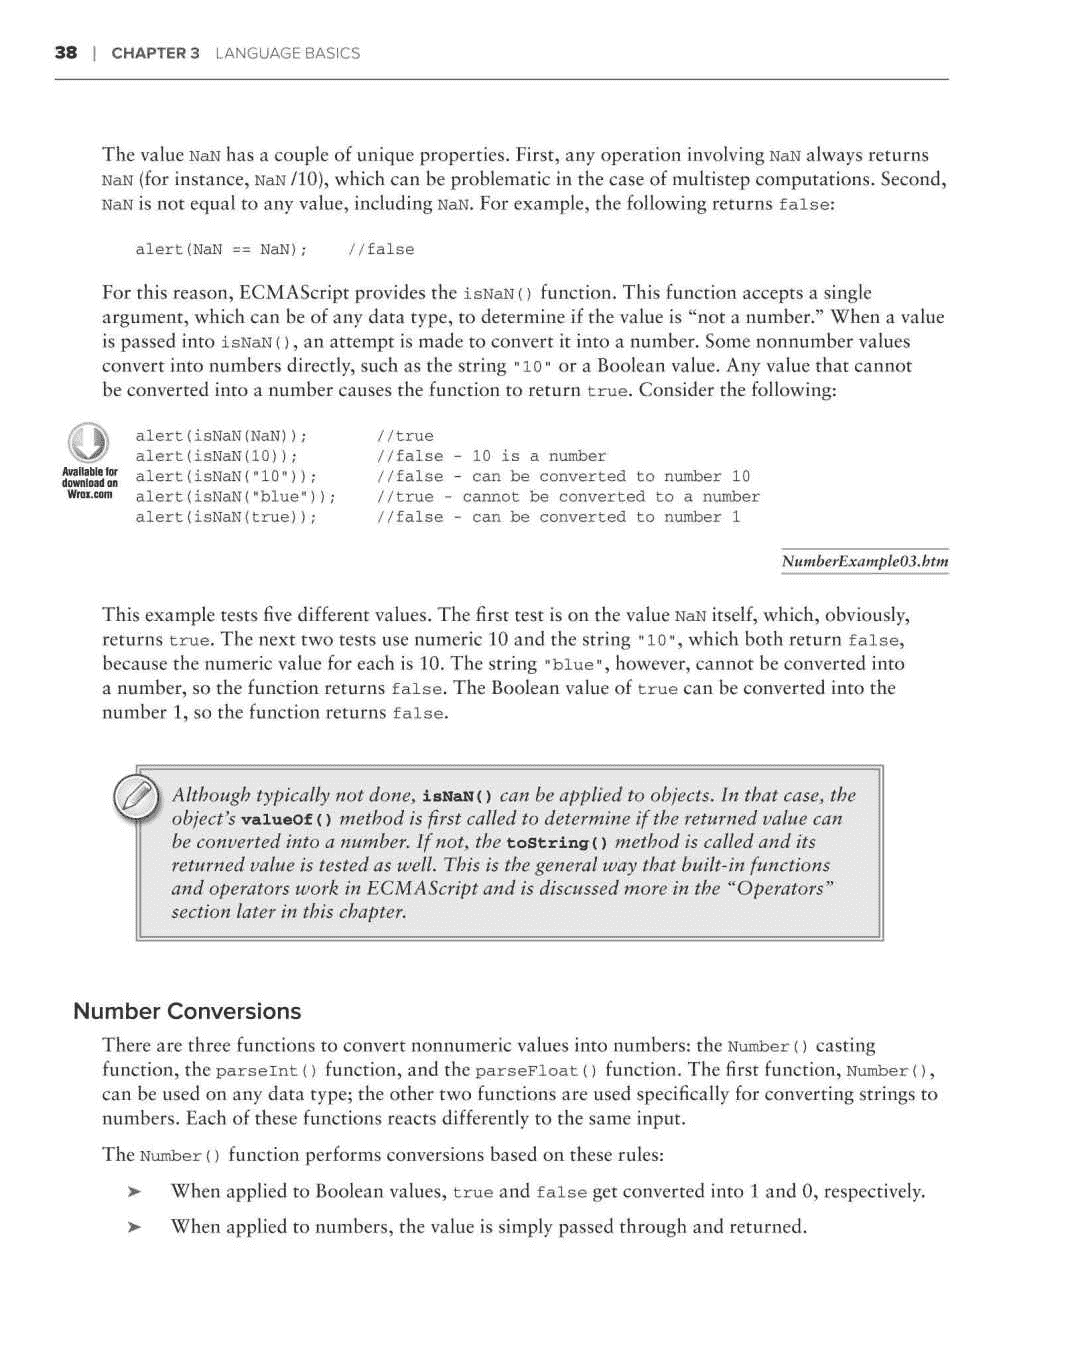 38 | CHAPTER 3 LANGUAGE BASICS
The value NaN has a couple of unique properties. First, any operation involving NaN always returns
NaN (for instance, NaN /10), which can be problematic in the case of multistep computations. Second,
NaN is not equal to any value, including NaN. For example, the following returns false:
alert(NaN == NaN);    //false
For this reason, ECMAScript provides the isNaN() function. This function accepts a single
argument, which can be of any data type, to determine if the value is “not a number.” When a value
is passed into isNaN(), an attempt is made to convert it into a number. Some nonnumber values
convert into numbers directly, such as the string "10" or a Boolean value. Any value that cannot
be converted into a number causes the function to return true. Consider the following:
Available for
download on
Wrox.com
alert(isNaN(NaN));       //true
alert(isNaN(10));        //false - 10 is a number
alert(isNaN("10"));      //false - can be converted to number 10
alert(isNaN("blue"));    //true - cannot be converted to a number
alert(isNaN(true));      //false - can be converted to number 1
NumberExample03.htm
This example tests five different values. The first test is on the value NaN itself, which, obviously,
returns true. The next two tests use numeric 10 and the string "10", which both return false,
because the numeric value for each is 10. The string "blue", however, cannot be converted into
a number, so the function returns false. The Boolean value of true can be converted into the
number 1, so the function returns false.
Although typically not done, isNaN() can be applied to objects. In that case, the
object’s valueOf() method is first called to determine if the returned value can
be converted into a number. If not, the toString() method is called and its
returned value is tested as well. This is the general way that built-in functions
and operators work in ECMAScript and is discussed more in the “Operators”
section later in this chapter.
Number Conversions
There are three functions to convert nonnumeric values into numbers: the Number() casting
function, the parseInt() function, and the parseFloat() function. The first function, Number(),
can be used on any data type; the other two functions are used specifically for converting strings to
numbers. Each of these functions reacts differently to the same input.
The Number() function performs conversions based on these rules:
➤ When applied to Boolean values, true and false get converted into 1 and 0, respectively.
➤ When applied to numbers, the value is simply passed through and returned.